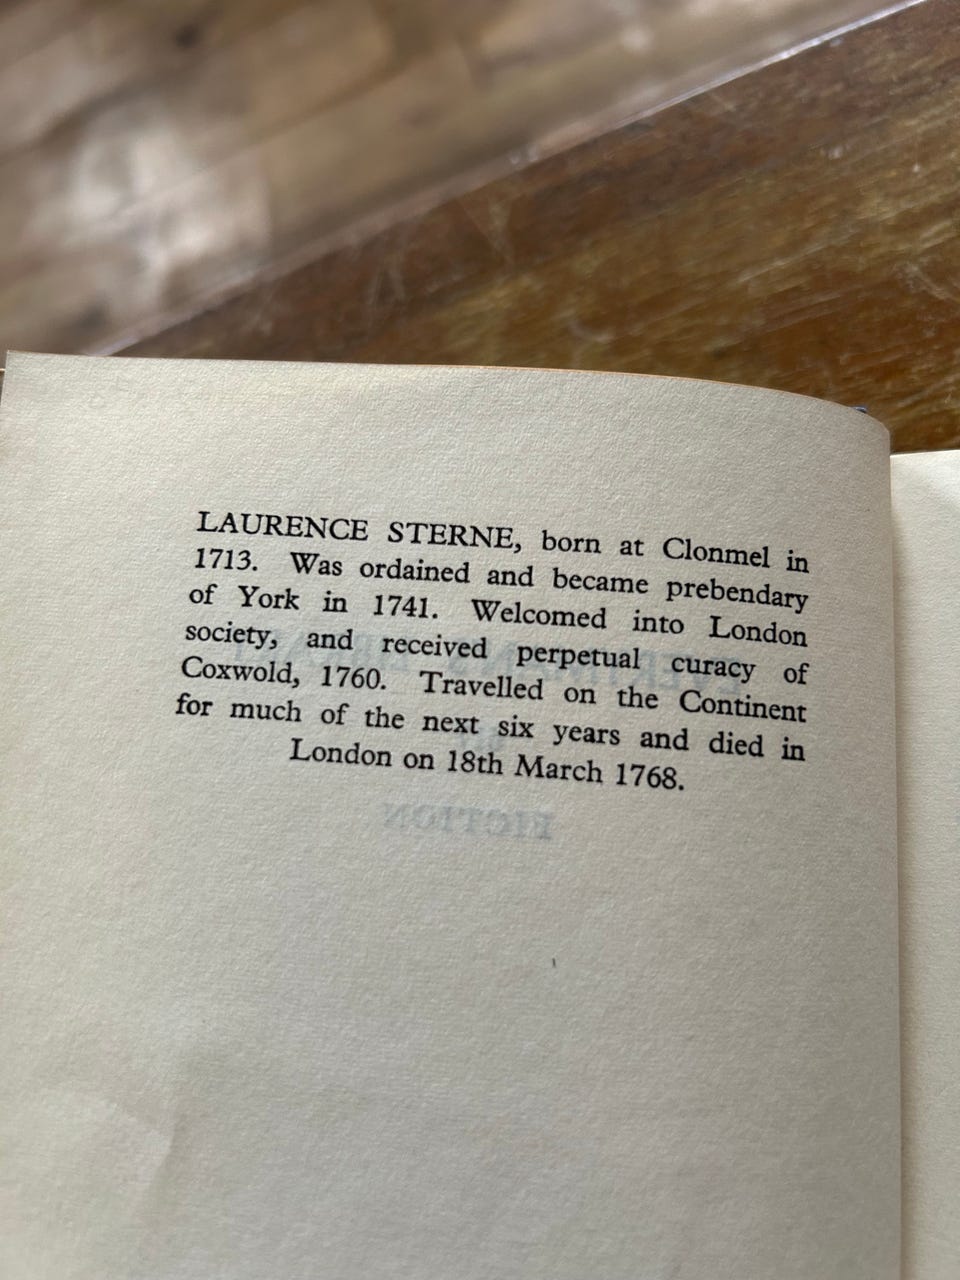 LAURENCE STERNE, born at Clonmel in
1713. Was ordained and became prebendary
of York in 1741. Welcomed into London
society, and received perpetual curacy of
Coxwold, 1760. Travelled on the Continent
for much of the next six years and died in
London on 18th March 1768.
FICTION